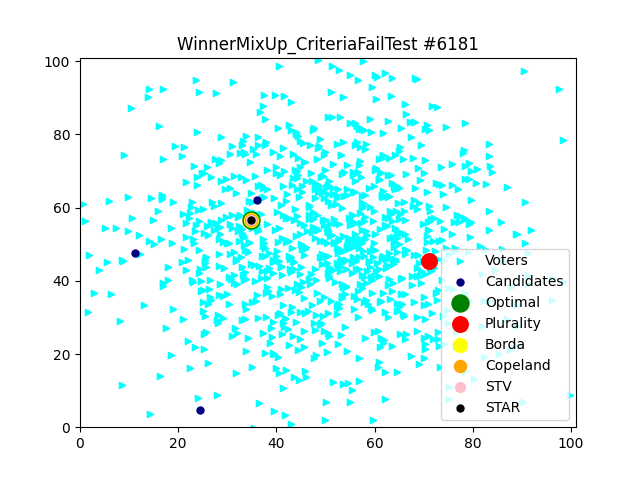 WinnerMixUp_CriteriaFailTest #6181
100
80
60
40
20
0
0 20 40 60 80 100
Voters
Candidates
Optimal
Plurality
Borda
Copeland
STV
STAR